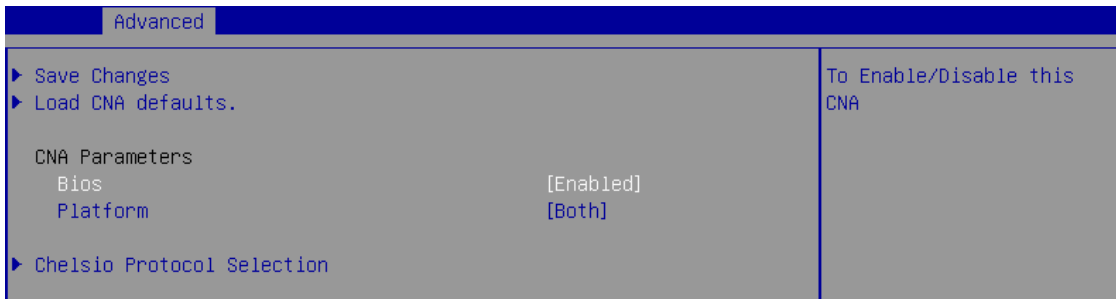 Advanced
Save Changes
Load CNA defaults.
CNA Parameters
Bios [Enabled]
Platform [Both]
Chelsio Protocol Selection
To Enable/Disable this
CNA